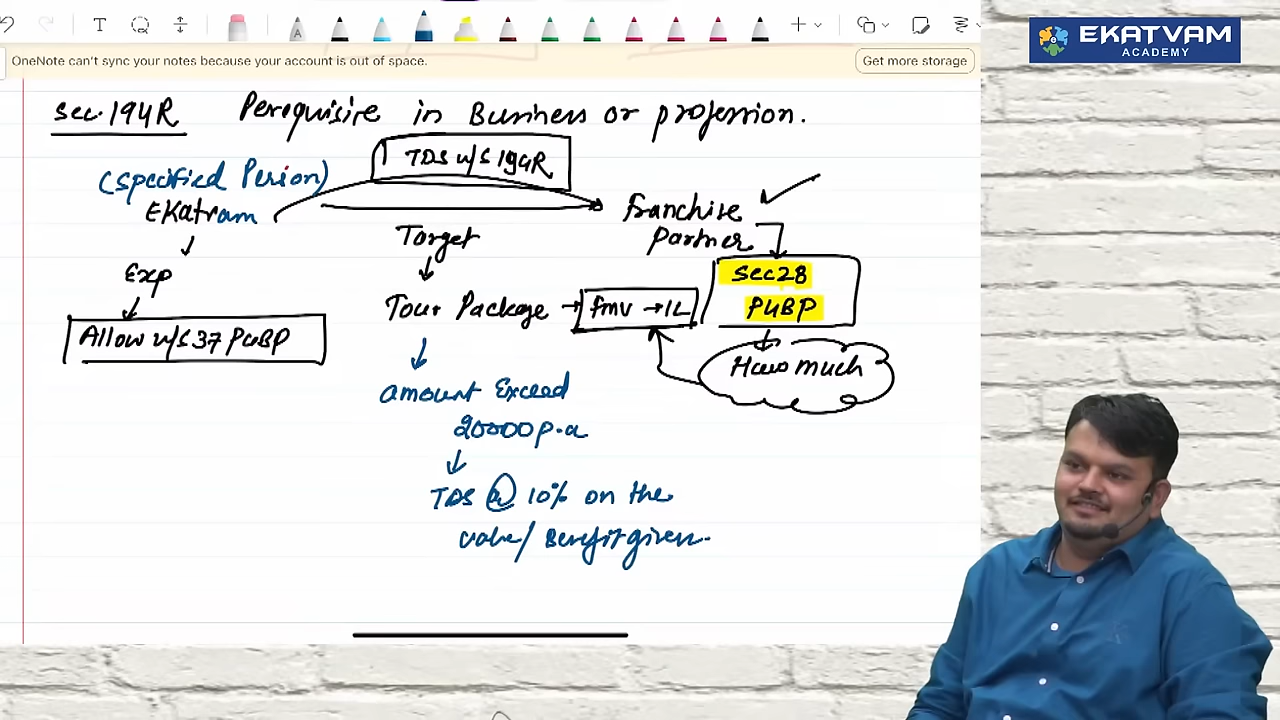 EKATVAM
ACADEMY
OneNote can't sync your notes because your account is out of space.
Get more storage
Sec.194R Perequisire in Business or profession.
TDS u/s 194R
(Specified Person)
EKatvam
Franchise
Partner
Target
Exp
Sec28
PUBP
Tour Package → FMV → 1L
Allow u/s 37 PGBP
How much
Amount Exceed
20000 p.a
TDS @ 10% on the
value/ Benefit given.